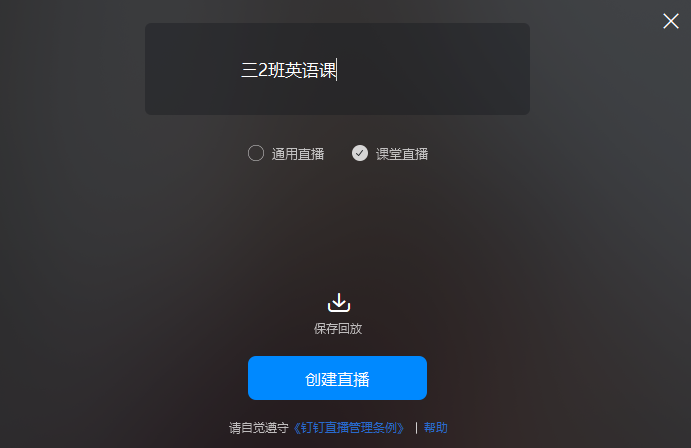 三2班英语课
通用直播 课堂直播
保存回放
创建直播
请自觉遵守《钉钉直播管理条例》 | 帮助